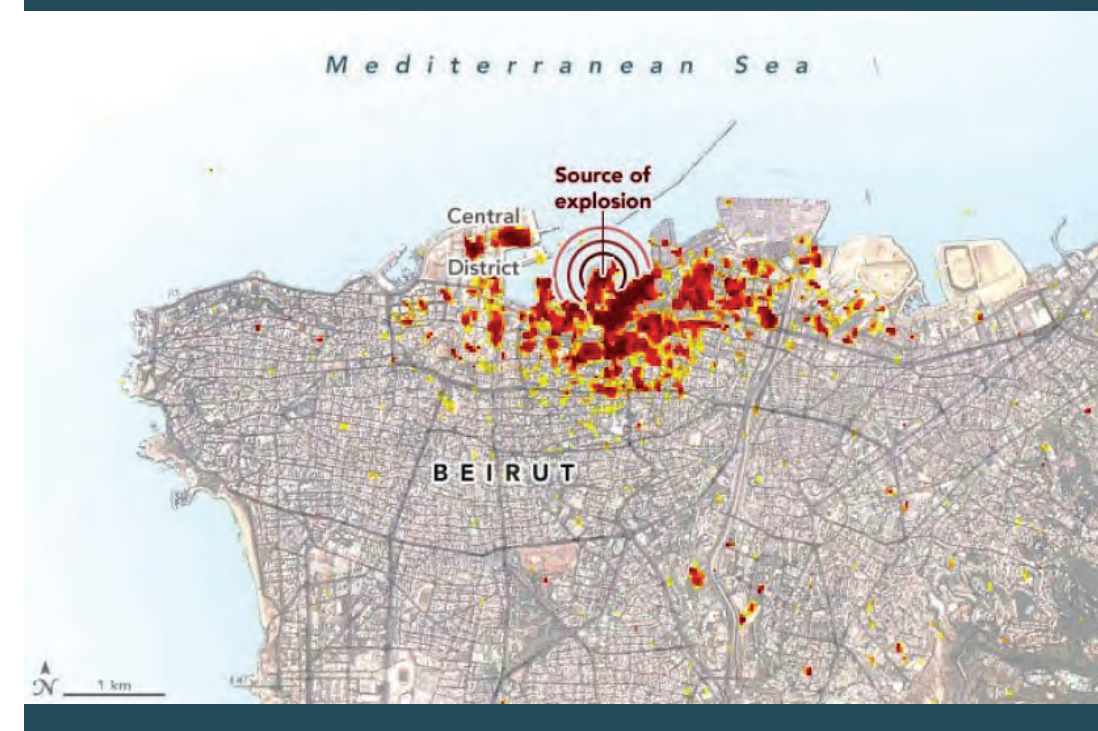 Mediterranean Sea
Source of
explosion
Central
District
BEIRUT
N
1 km